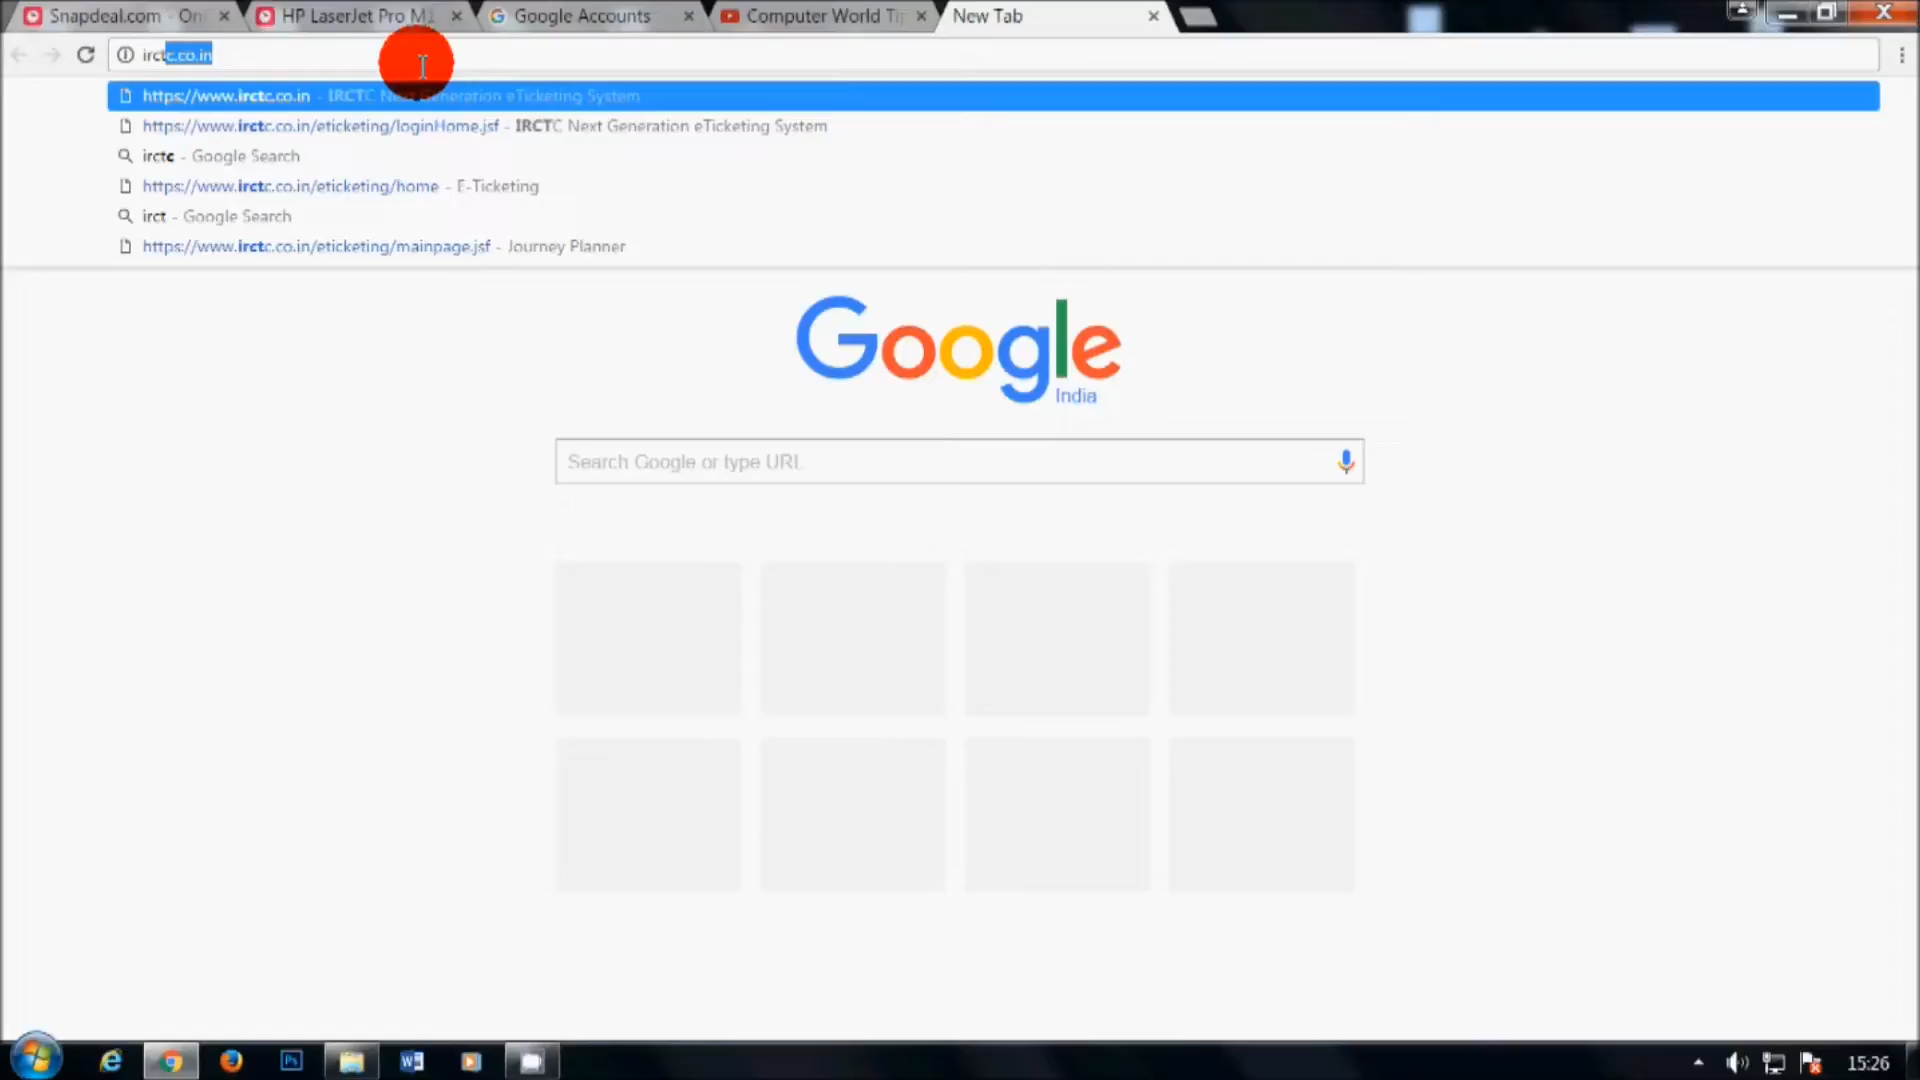 Snapdeal.com - On
HP LaserJet Pro M1
Google Accounts
Computer World Tip
New Tab
irctc.co.in
https://www.irctc.co.in - IRCTC Next Generation eTicketing System
https://www.irctc.co.in/eticketing/loginHome.jsf - IRCTC Next Generation eTicketing System
irctc - Google Search
https://www.irctc.co.in/eticketing/home - E-Ticketing
irct - Google Search
https://www.irctc.co.in/eticketing/mainpage.jsf - Journey Planner
Google
India
Search Google or type URL
Ps
W
15:26